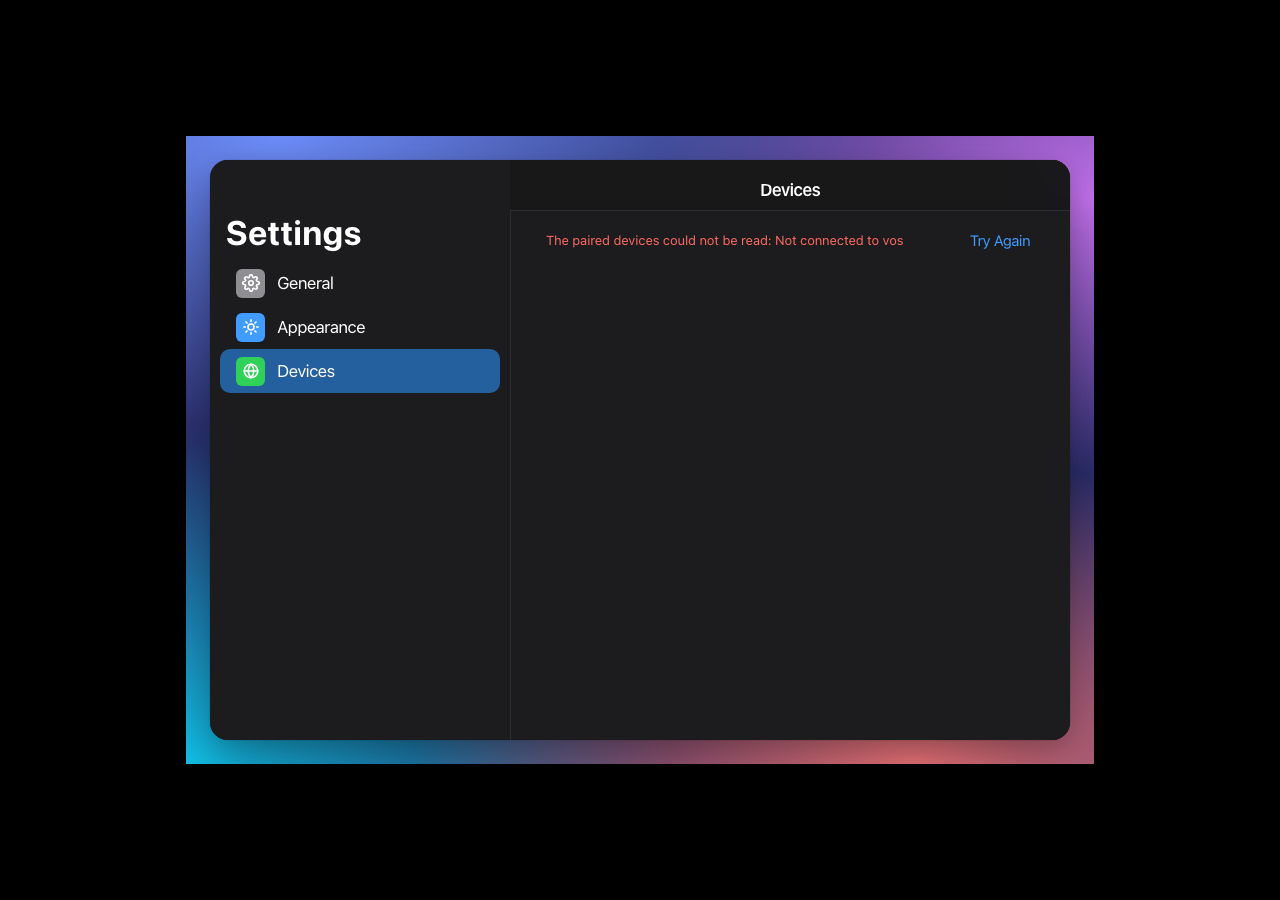 Settings
General
Appearance
Devices
Devices
The paired devices could not be read: Not connected to vos
Try Again